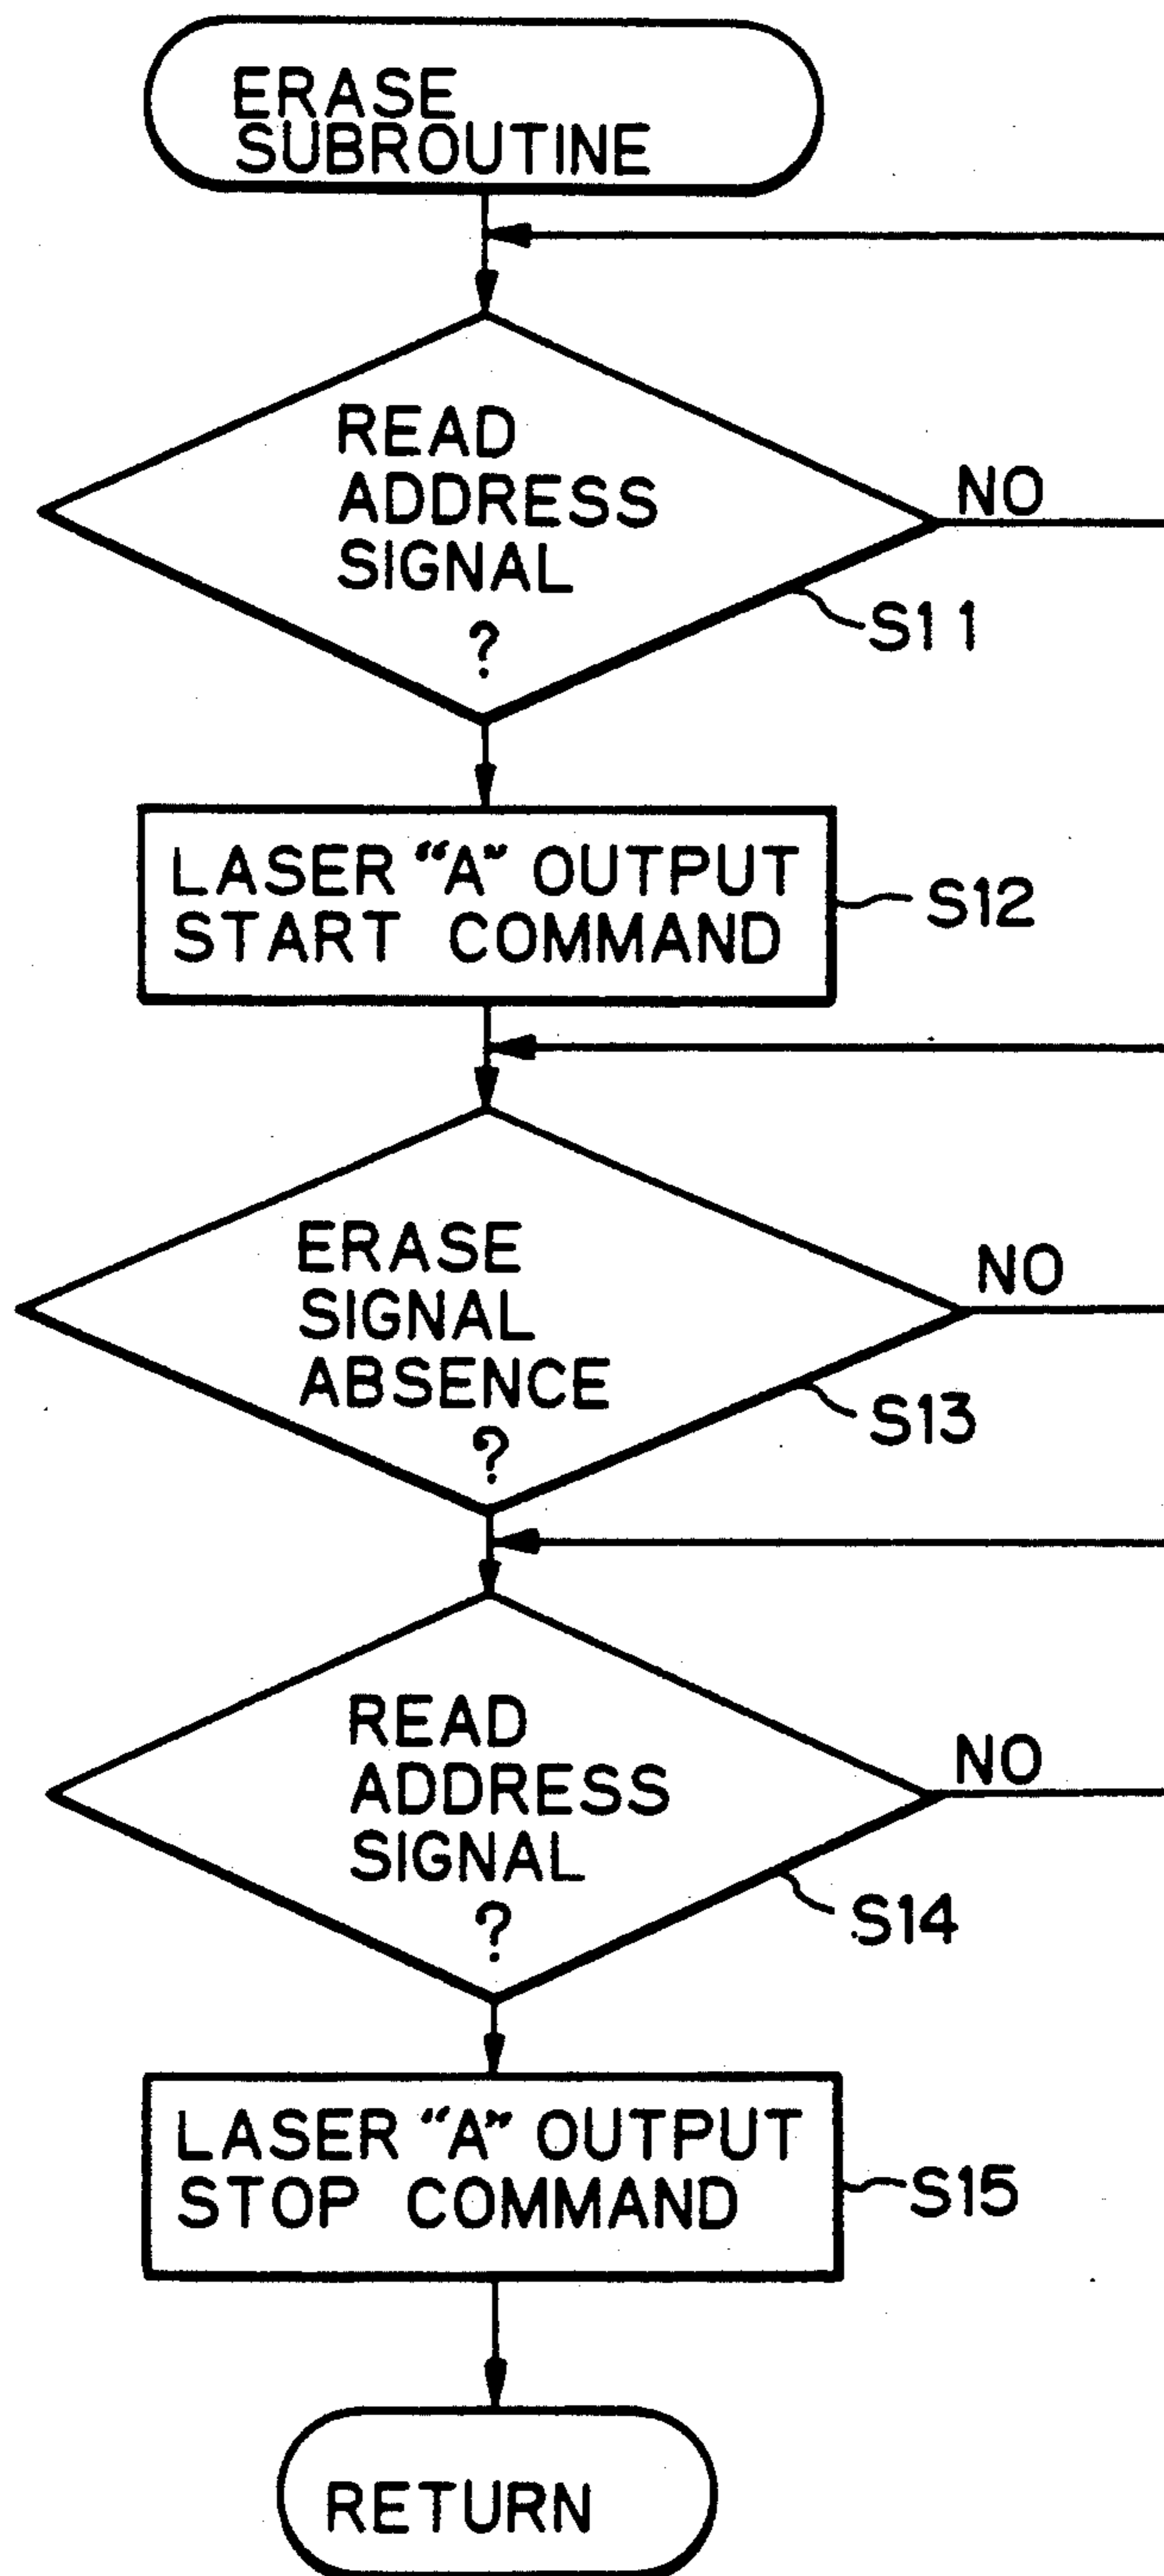 ERASE
SUBROUTINE
READ
ADDRESS
SIGNAL
?
NO
S11
LASER "A" OUTPUT
START COMMAND
S12
ERASE
SIGNAL
ABSENCE
?
NO
S13
READ
ADDRESS
SIGNAL
?
NO
S14
LASER "A" OUTPUT
STOP COMMAND
S15
RETURN